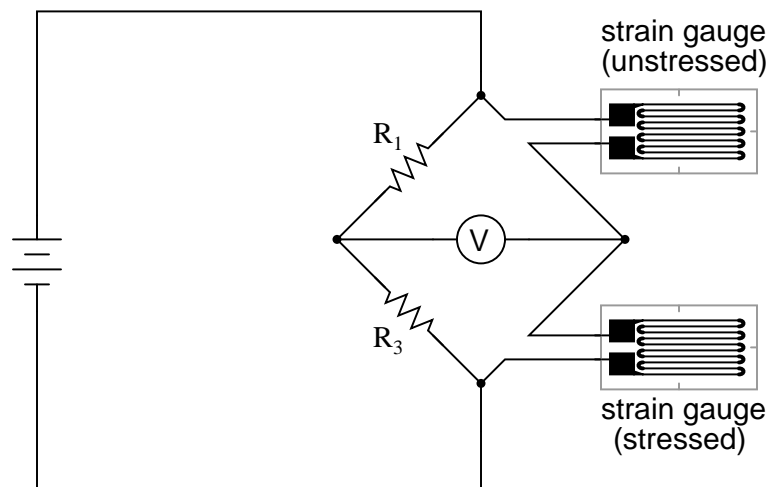 strain gauge
(unstressed)
R1
V
R3
strain gauge
(stressed)